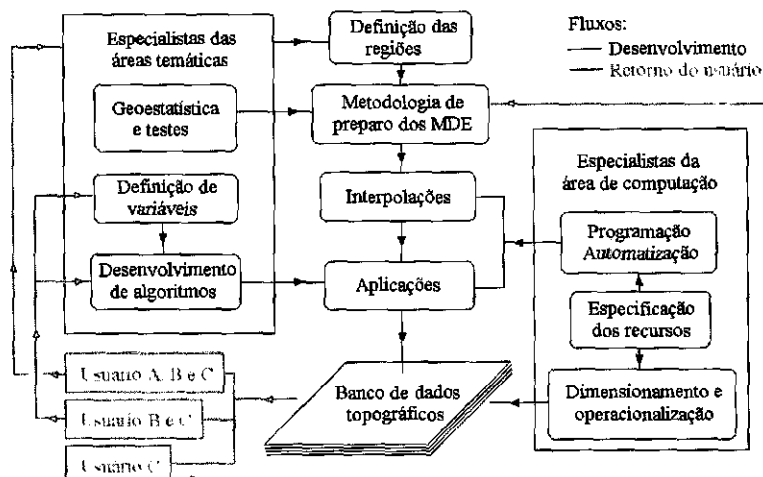 Especialistas das
áreas temáticas
Geoestatística
e testes
Definição de
variáveis
Desenvolvimento
de algoritmos
Usuário A, B e C
Usuário B e C
Usuário C
Definição das
regiões
Metodologia de
preparo dos MDE
Interpolações
Aplicações
Banco de dados
topográficos
Fluxos:
Desenvolvimento
Retorno do usuário
Especialistas da
área de computação
Programação
Automatização
Especificação
dos recursos
Dimensionamento e
operacionalização